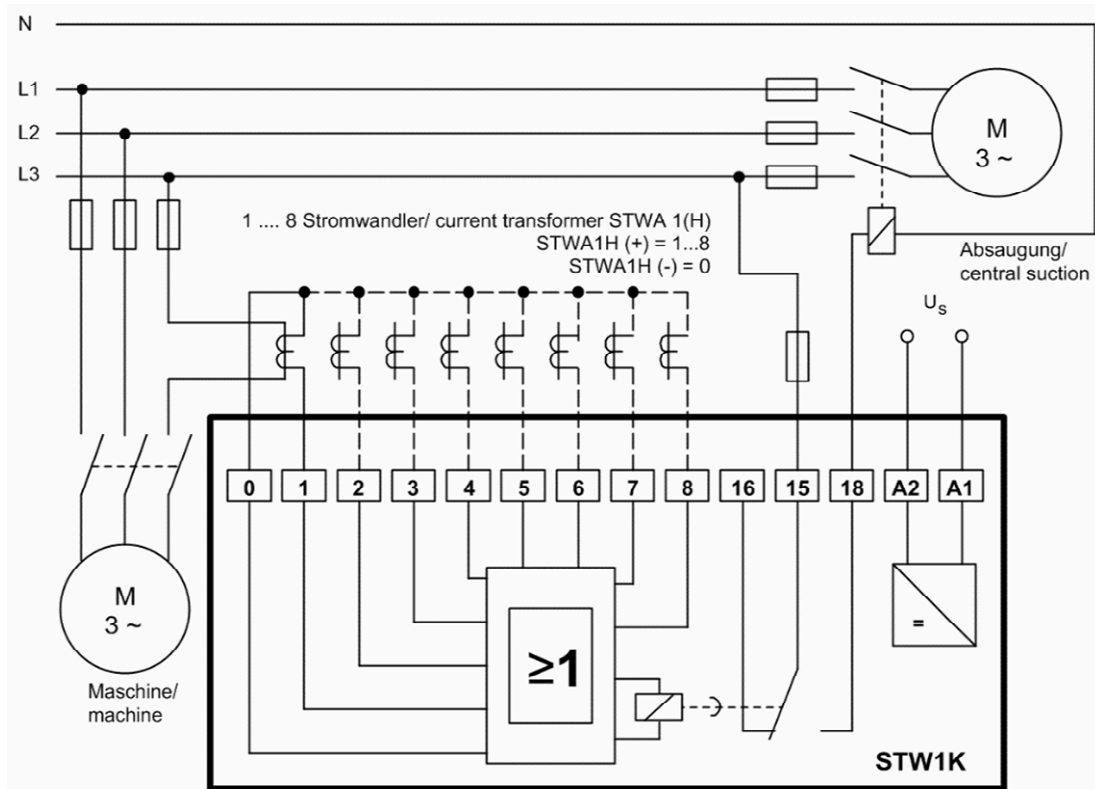 N
L1
L2
L3
M
3 ~
1 .... 8 Stromwandler/ current transformer STWA 1(H)
STWA1H (+) = 1...8
STWA1H (-) = 0
Absaugung/
central suction
Us
0 1 2 3 4 5 6 7 8 16 15 18 A2 A1
M
3 ~
Maschine/
machine
≥1
=
STW1K